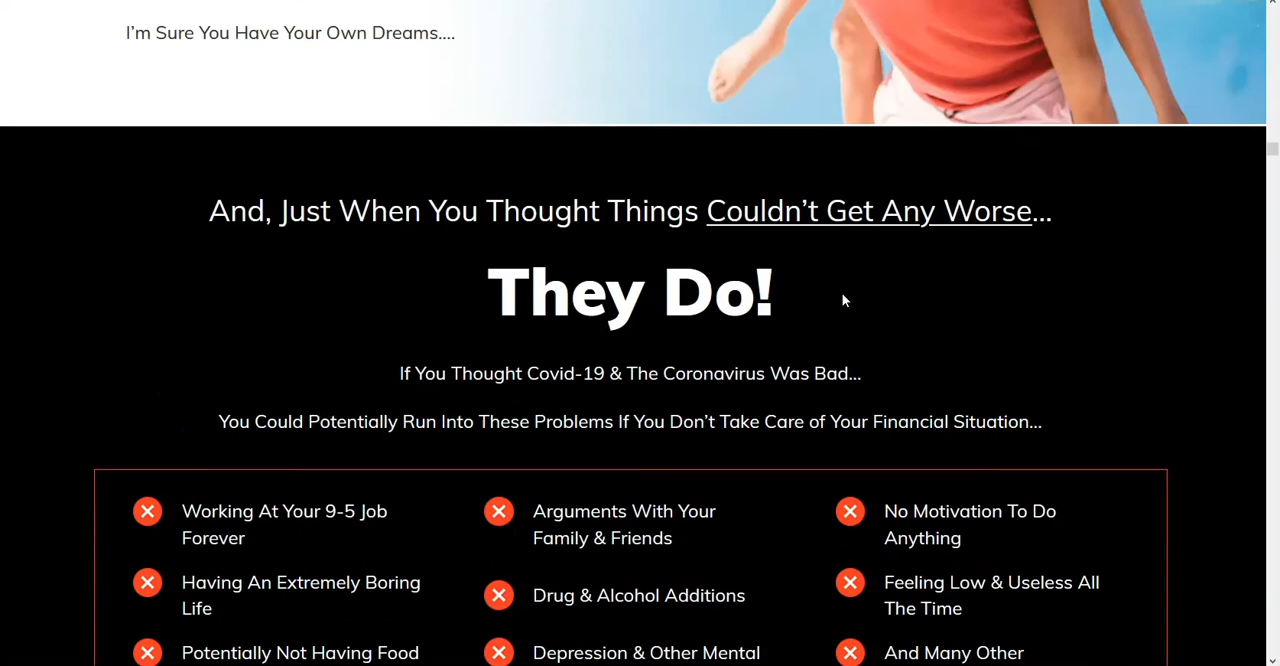 I’m Sure You Have Your Own Dreams....
And, Just When You Thought Things Couldn’t Get Any Worse...
They Do!
If You Thought Covid-19 & The Coronavirus Was Bad...
You Could Potentially Run Into These Problems If You Don’t Take Care of Your Financial Situation...
Working At Your 9-5 Job
Forever
Having An Extremely Boring
Life
Potentially Not Having Food
Arguments With Your
Family & Friends
Drug & Alcohol Additions
Depression & Other Mental
No Motivation To Do
Anything
Feeling Low & Useless All
The Time
And Many Other